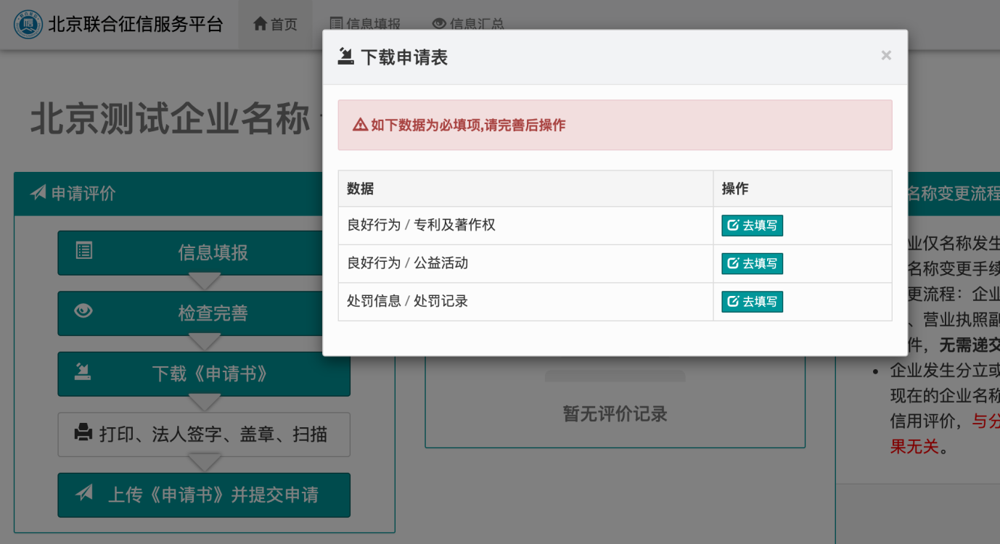 北京联合征信服务平台
首页
信息填报
信息汇总
下载申请表
×
如下数据为必填项,请完善后操作
数据 操作
良好行为 / 专利及著作权 去填写
良好行为 / 公益活动 去填写
处罚信息 / 处罚记录 去填写
北京测试企业名称
申请评价
信息填报
检查完善
下载《申请书》
打印、法人签字、盖章、扫描
上传《申请书》并提交申请
暂无评价记录
名称变更流程
业仅名称发生
名称变更手续
更流程：企业
、营业执照副
件，无需递交
企业发生分立或
现在的企业名称
信用评价，与分
果无关。